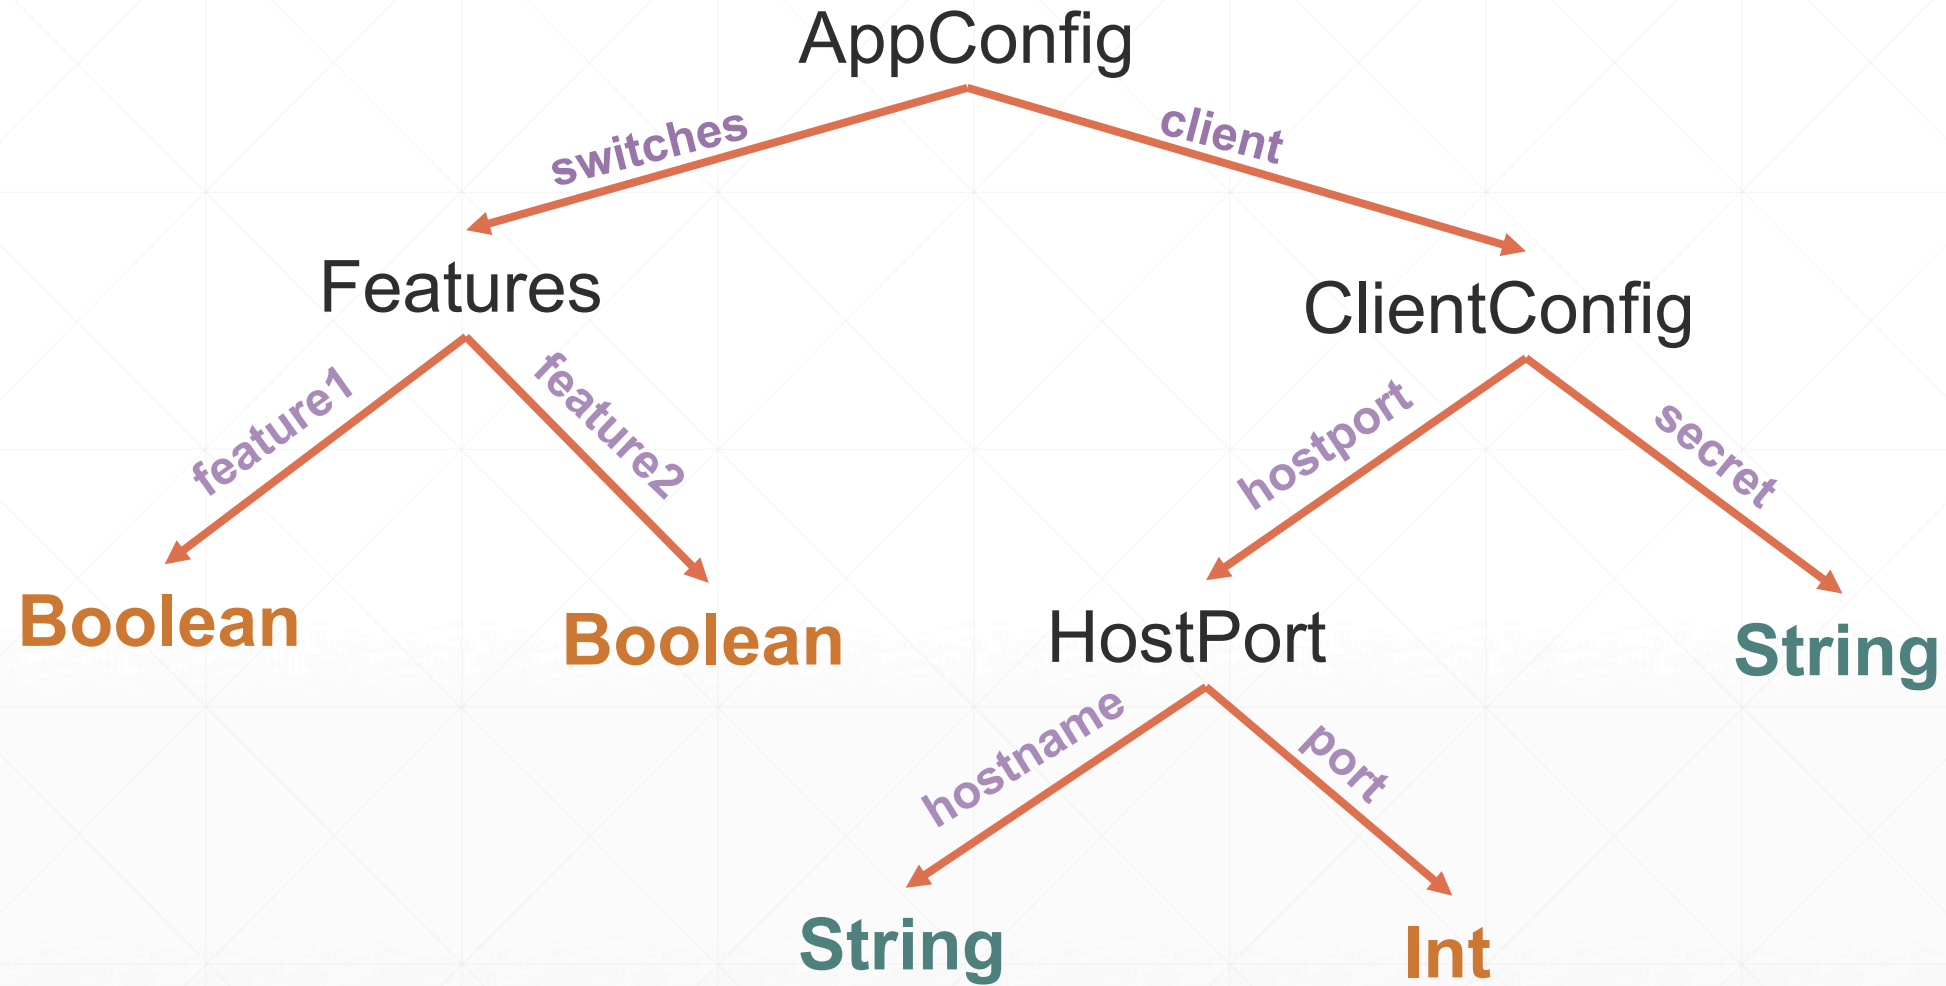 AppConfig
switches
client
Features
ClientConfig
feature1
feature2
hostport
secret
Boolean
Boolean
HostPort
String
hostname
port
String
Int